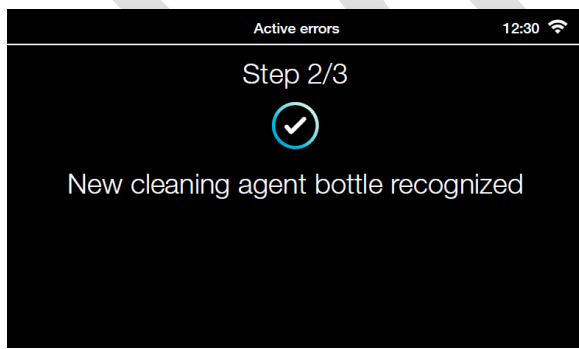 Active errors 12:30
Step 2/3
New cleaning agent bottle recognized